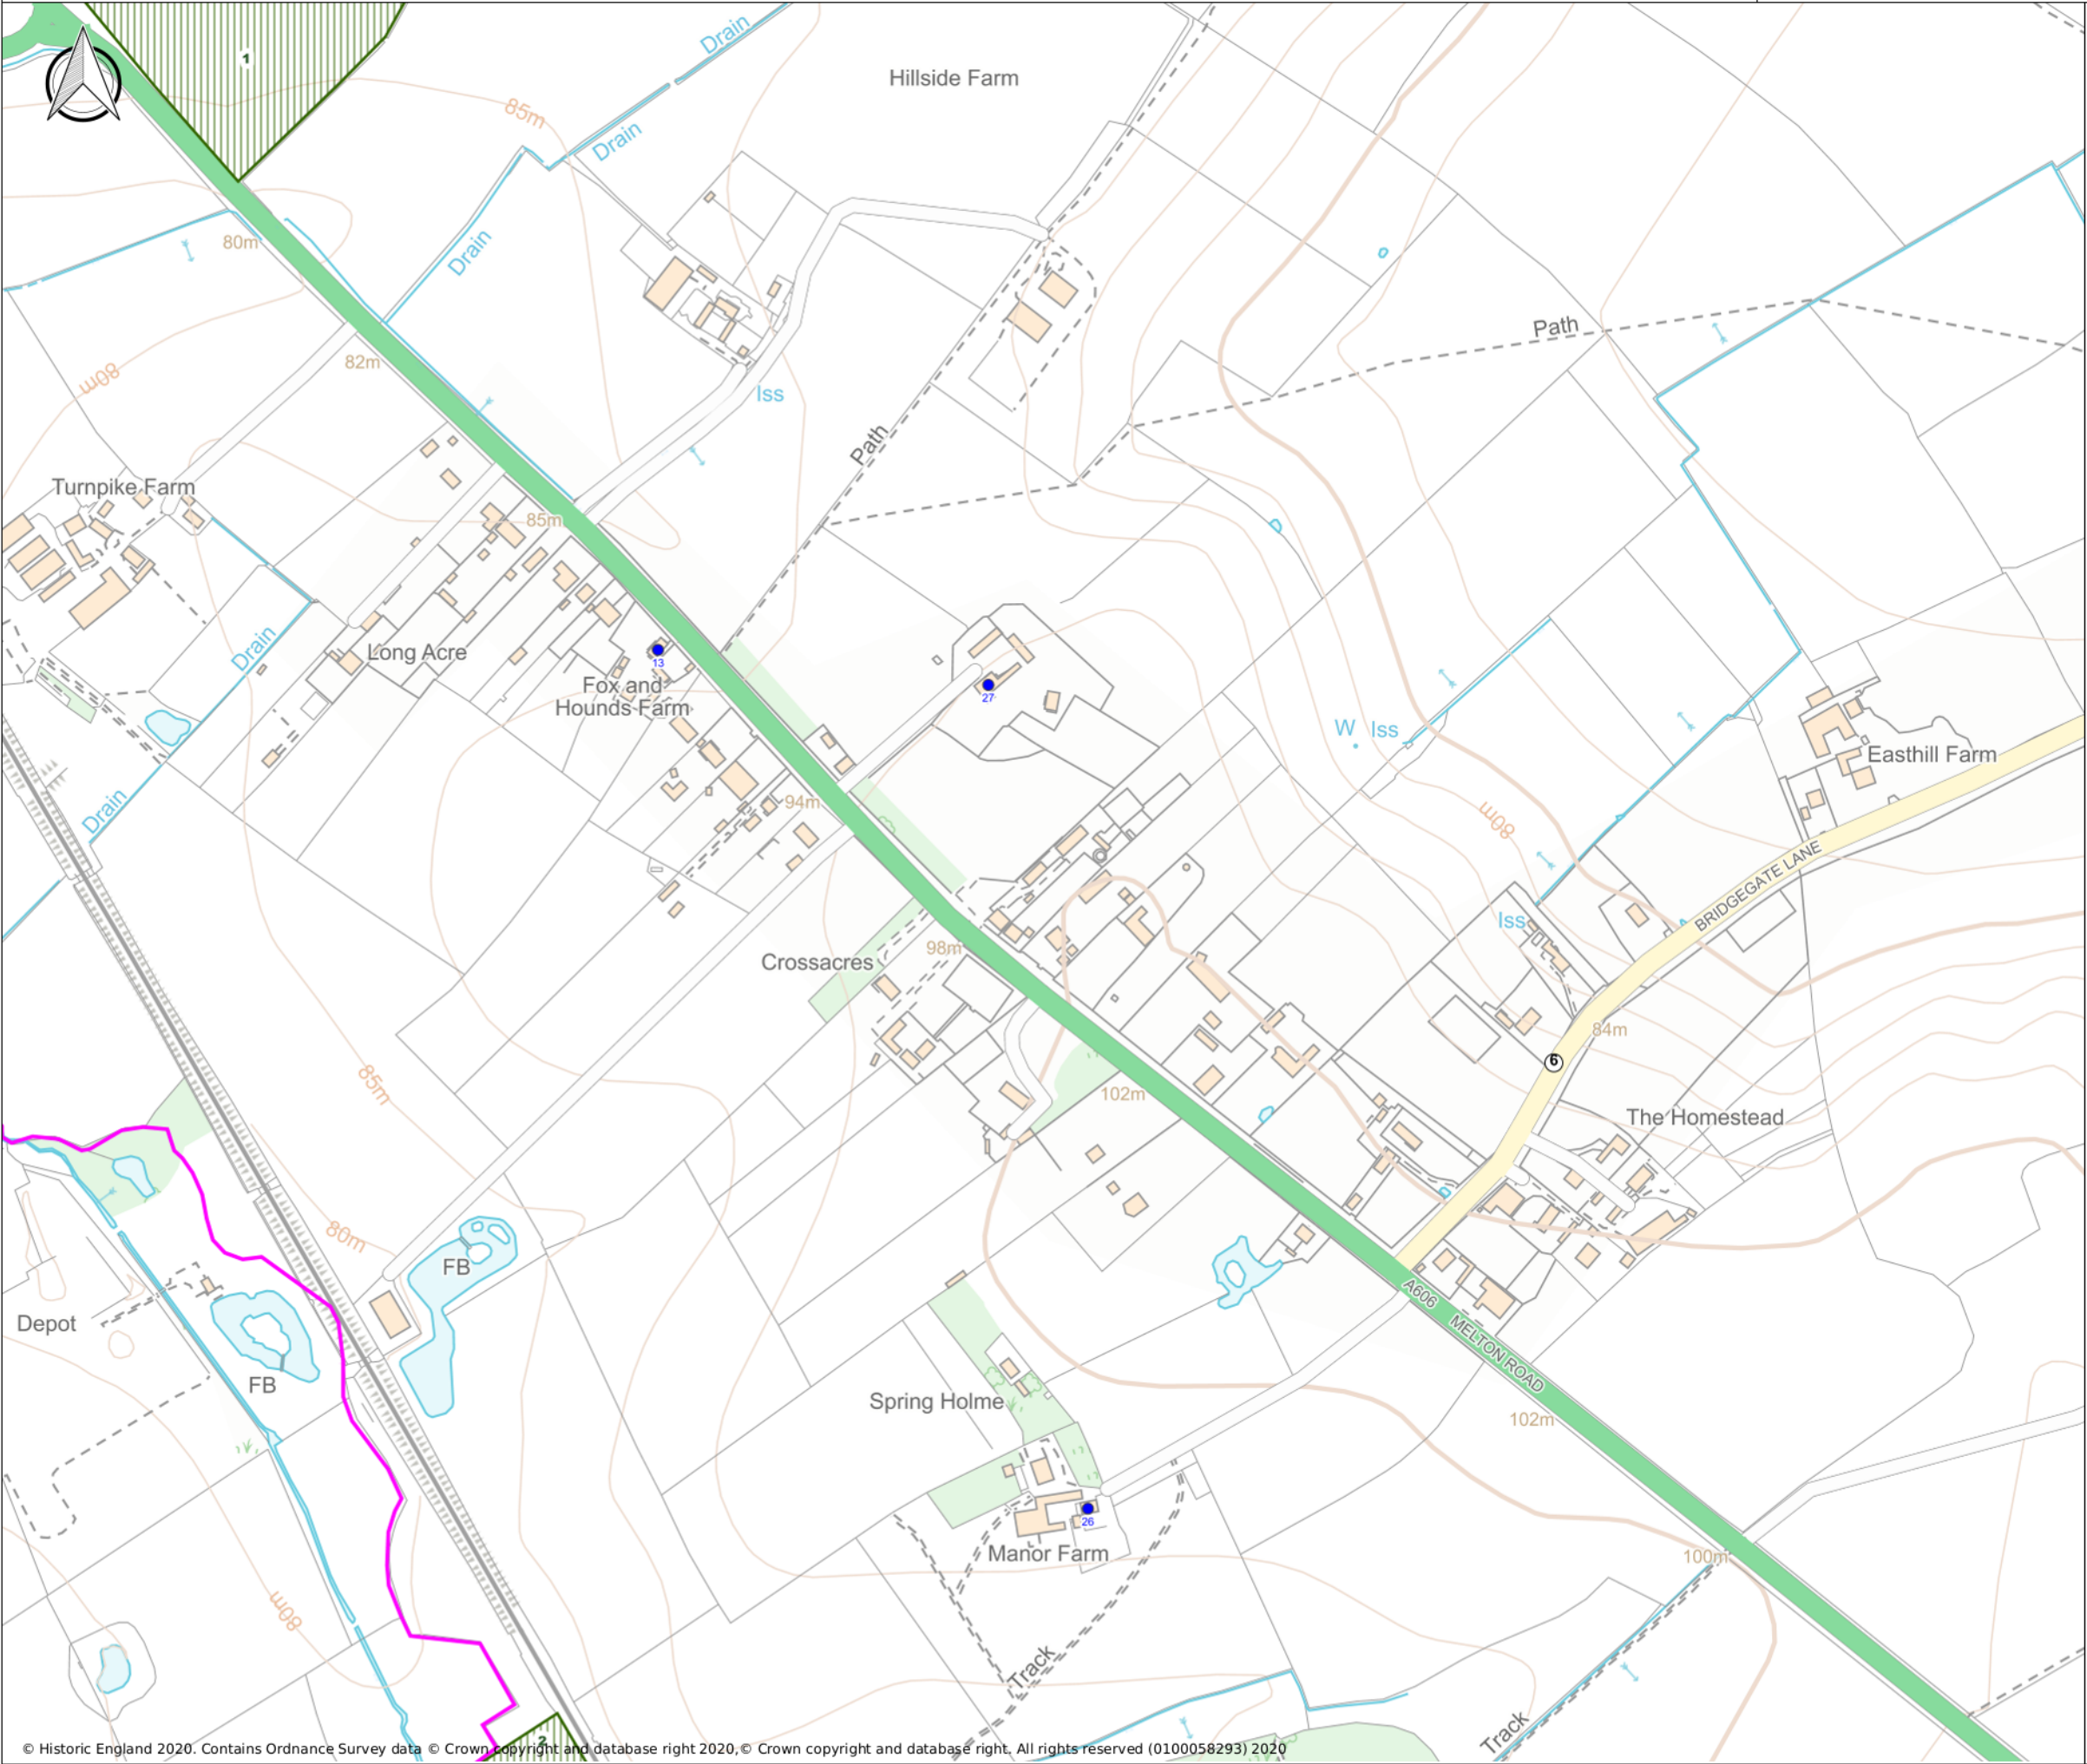 1
Drain
Hillside Farm
85m
Drain
80m
Drain
Path
82m
80m
Iss
Path
Turnpike Farm
85m
Drain
Long Acre
13
Fox and
Hounds Farm
27
W
Iss
Easthill Farm
Drain
94m
80m
BRIDGEGATE LANE
Iss
98m
Crossacres
84m
6
85m
102m
The Homestead
80m
FB
A606
MELTON ROAD
Depot
FB
Spring Holme
102m
26
Manor Farm
100m
80m
Track
Track
2
© Historic England 2020. Contains Ordnance Survey data © Crown copyright and database right 2020,© Crown copyright and database right. All rights reserved (0100058293) 2020